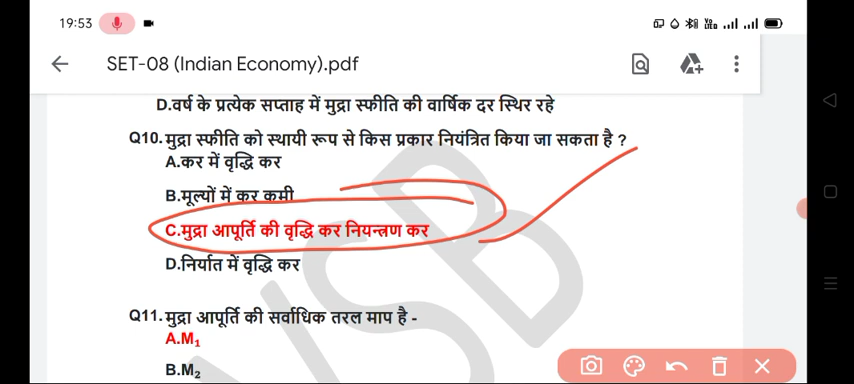 19:53
SET-08 (Indian Economy).pdf
D.वर्ष के प्रत्येक सप्ताह में मुद्रा स्फीति की वार्षिक दर स्थिर रहे
Q10. मुद्रा स्फीति को स्थायी रूप से किस प्रकार नियंत्रित किया जा सकता है ?
A.कर में वृद्धि कर
B.मूल्यों में कर कमी
C.मुद्रा आपूर्ति की वृद्धि कर नियन्त्रण कर
D.निर्यात में वृद्धि कर
Q11. मुद्रा आपूर्ति की सर्वाधिक तरल माप है -
A.M₁
B.M₂